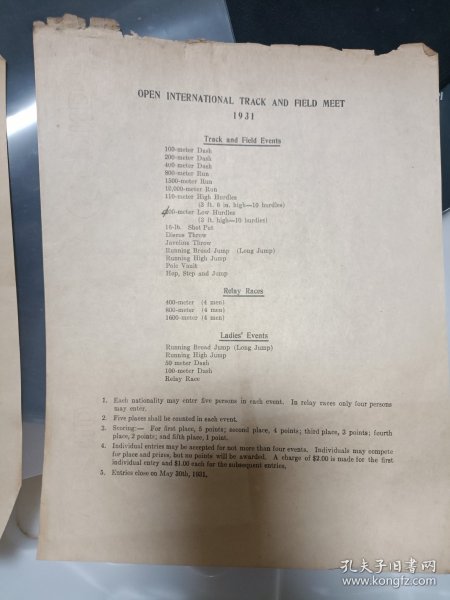 OPEN INTERNATIONAL TRACK AND FIELD MEET
1931
Track and Field Events
100-meter Dash
200-meter Dash
400-meter Dash
800-meter Run
1500-meter Run
10,000-meter Run
110-meter High Hurdles
(3 ft. 6 in. high—10 hurdles)
400-meter Low Hurdles
(3 ft. high—10 hurdles)
16-lb. Shot Put
Discus Throw
Javelin Throw
Running Broad Jump (Long Jump)
Running High Jump
Pole Vault
Hop, Step and Jump
Relay Races
400-meter (4 men)
800-meter (4 men)
1600-meter (4 men)
Ladies' Events
Running Broad Jump (Long Jump)
Running High Jump
50 meter Dash
100-meter Dash
Relay Race
1. Each nationality may enter five persons in each event. In relay races only four persons
may enter.
2. Five places shall be counted in each event.
3. Scoring:— For first place, 5 points; second place, 4 points; third place, 3 points; fourth
place, 2 points; and fifth place, 1 point.
4. Individual entries may be accepted for not more than four events. Individuals may compete
for place and prizes, but no points will be awarded. A charge of $2.00 is made for the first
individual entry and $1.00 each for the subsequent entries.
5. Entries close on May 30th, 1931.
孔夫子旧书网
www.kongfz.com